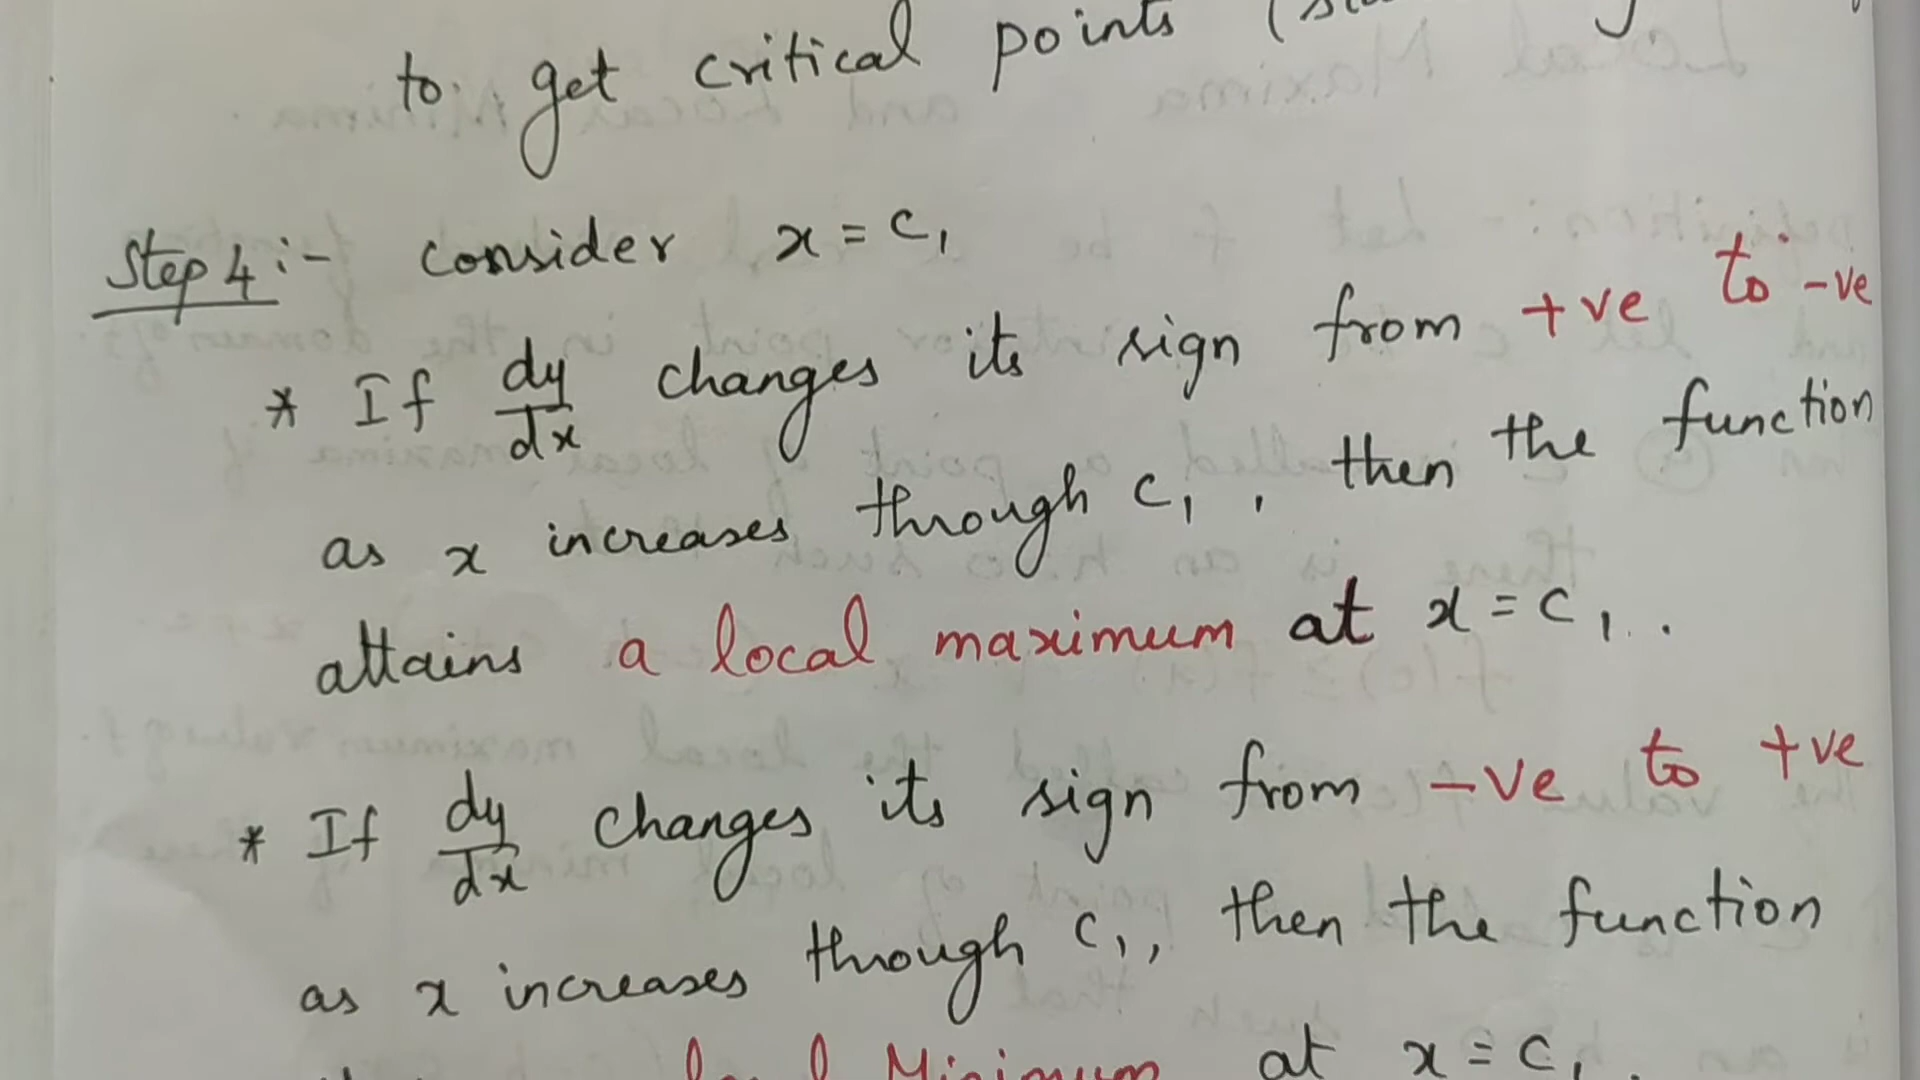 to get critical points
Step 4:- consider x = c₁
* If dy/dx changes its sign from +ve to -ve
as x increases through c₁, then the function
attains a local maximum at x = c₁.
* If dy/dx changes its sign from -ve to +ve
as x increases through c₁, then the function
local Minimum at x = c₁.